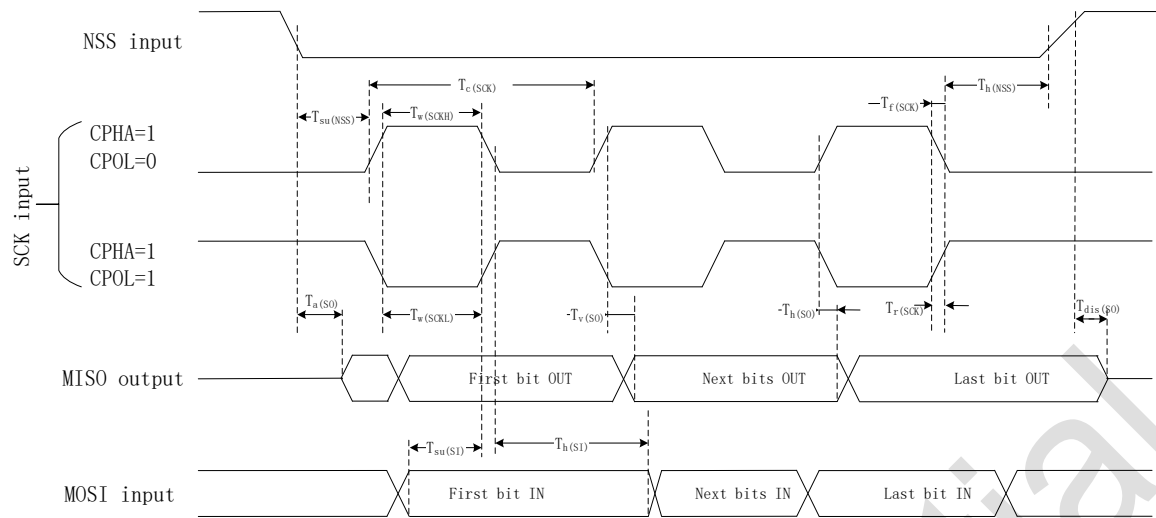 NSS input
Tc(SCK)
Th(NSS)
Tsu(NSS)
Tw(SCKH)
Tf(SCK)
SCK input
CPHA=1
CPOL=0
CPHA=1
CPOL=1
Ta(SO)
Tw(SCKL)
Tv(SO)
Th(SO)
Tr(SCK)
Tdis(SO)
MISO output
First bit OUT
Next bits OUT
Last bit OUT
Tsu(SI)
Th(SI)
MOSI input
First bit IN
Next bits IN
Last bit IN